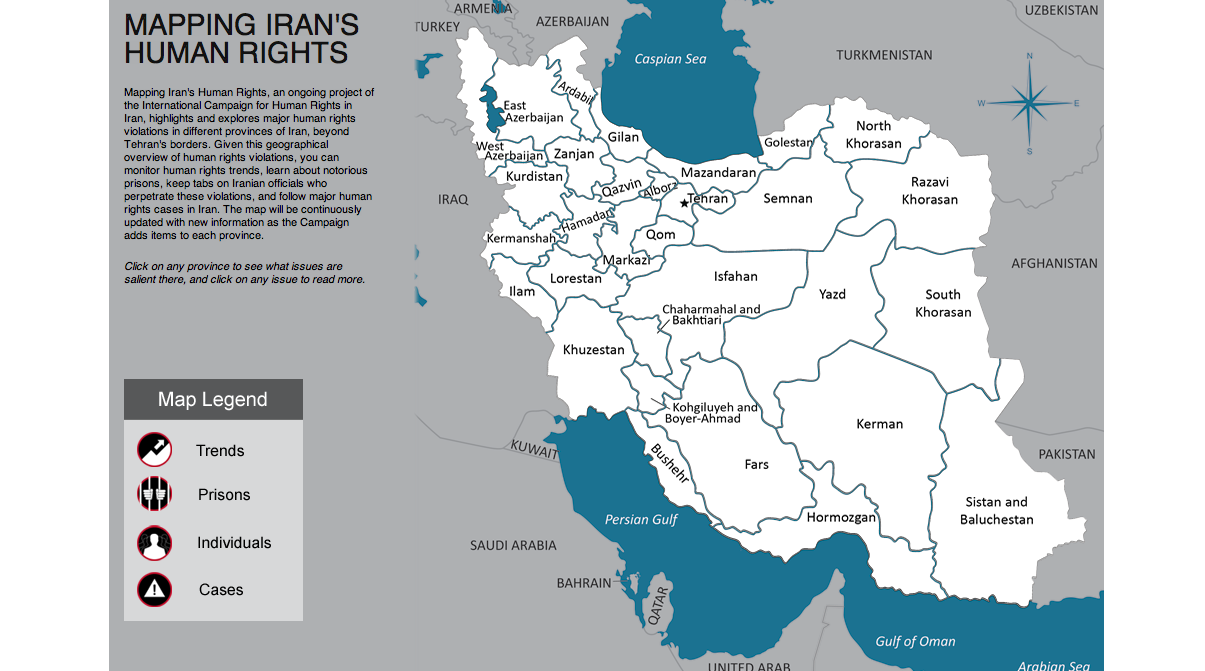 MAPPING IRAN'S
HUMAN RIGHTS
Mapping Iran's Human Rights, an ongoing project of
the International Campaign for Human Rights in
Iran, highlights and explores major human rights
violations in different provinces of Iran, beyond
Tehran's borders. Given this geographical
overview of human rights violations, you can
monitor human rights trends, learn about notorious
prisons, keep tabs on Iranian officials who
perpetrate these violations, and follow major human
rights cases in Iran. The map will be continuously
updated with new information as the Campaign
adds items to each province.
Click on any province to see what issues are
salient there, and click on any issue to read more.
Map Legend
Trends
Prisons
Individuals
Cases
ARMENIA
TURKEY
AZERBAIJAN
UZBEKISTAN
Caspian Sea
TURKMENISTAN
N
W
E
S
Ardabil
East
Azerbaijan
West
Azerbaijan
Gilan
Zanjan
Golestan
North
Khorasan
Kurdistan
Mazandaran
Qazvin
Alborz
Tehran
Semnan
Razavi
Khorasan
IRAQ
Hamadan
Kermanshah
Qom
Markazi
AFGHANISTAN
Isfahan
Lorestan
Ilam
Yazd
South
Khorasan
Chaharmahal and
Bakhtiari
Khuzestan
Kohgiluyeh and
Boyer-Ahmad
Kerman
KUWAIT
Bushehr
Fars
PAKISTAN
Sistan and
Baluchestan
Hormozgan
Persian Gulf
SAUDI ARABIA
BAHRAIN
QATAR
Gulf of Oman
UNITED ARAB
Arabian Sea